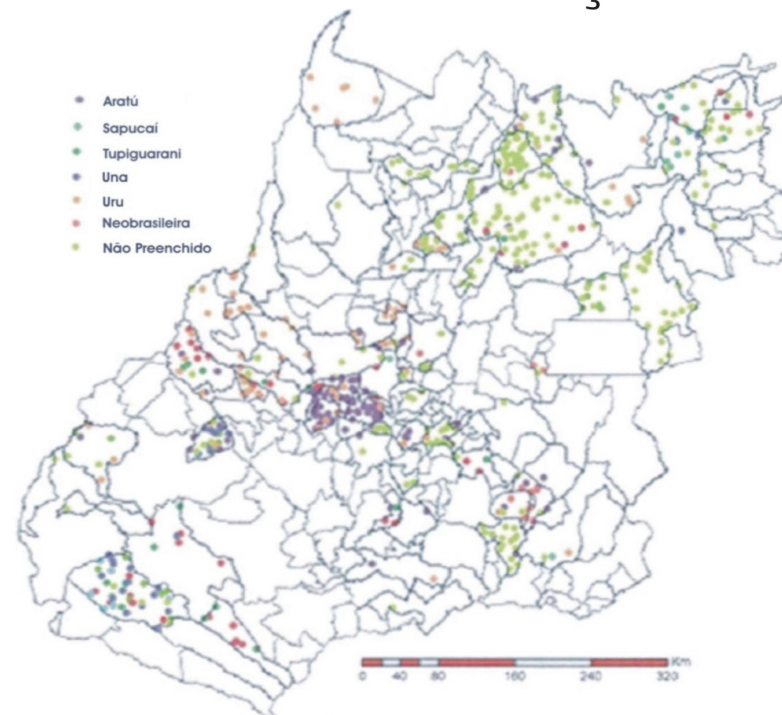 3
Aratú
Sapucaí
Tupiguarani
Una
Uru
Neobrasileira
Não Preenchido
Km
0 40 80 160 240 320